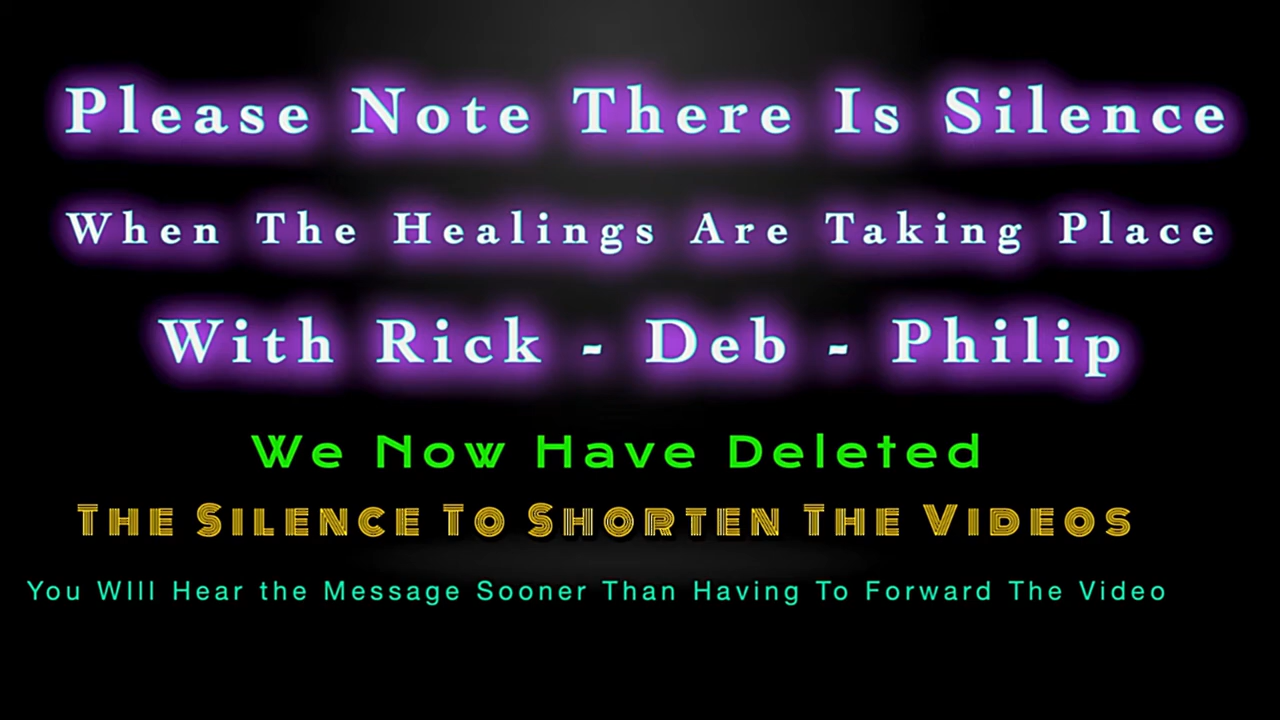 Please Note There Is Silence
When The Healings Are Taking Place
With Rick - Deb - Philip
We Now Have Deleted
The Silence To Shorten The Videos
You WIll Hear the Message Sooner Than Having To Forward The Video